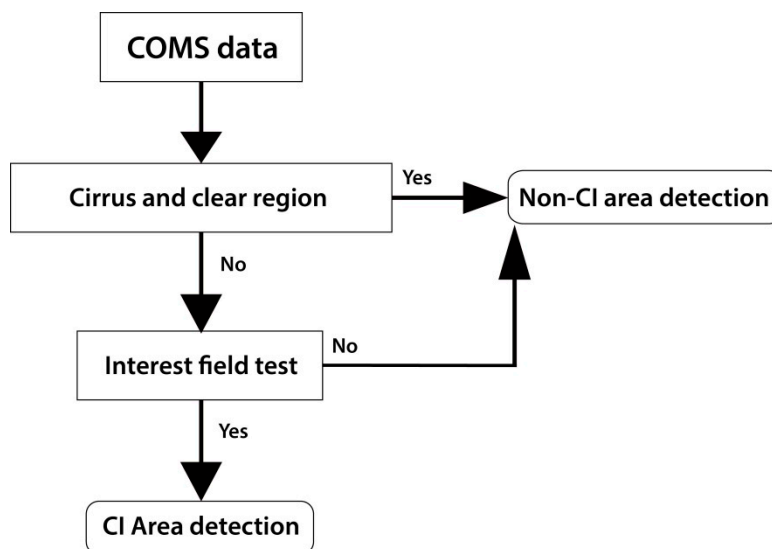 COMS data
Cirrus and clear region
Yes
Non-CI area detection
No
Interest field test
No
Yes
CI Area detection